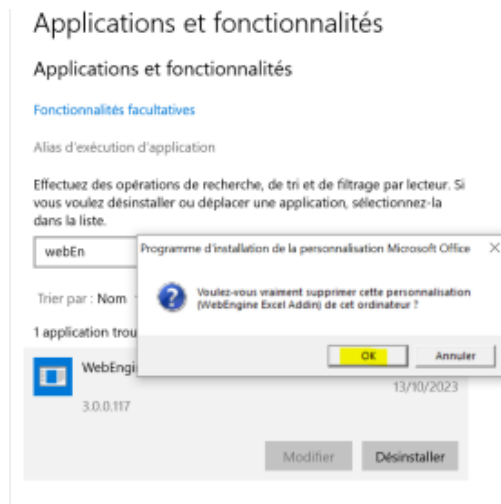 Applications et fonctionnalités
Applications et fonctionnalités
Fonctionnalités facultatives
Alias d'exécution d'application
Effectuez des opérations de recherche, de tri et de filtrage par lecteur. Si
vous voulez désinstaller ou déplacer une application, sélectionnez-la
dans la liste.
webEn
Programme d'installation de la personnalisation Microsoft Office
Voulez-vous vraiment supprimer cette personnalisation
(WebEngine Excel Addin) de cet ordinateur ?
OK
Annuler
Trier par : Nom
1 application trou
WebEngi
13/10/2023
3.0.0.117
Modifier
Désinstaller